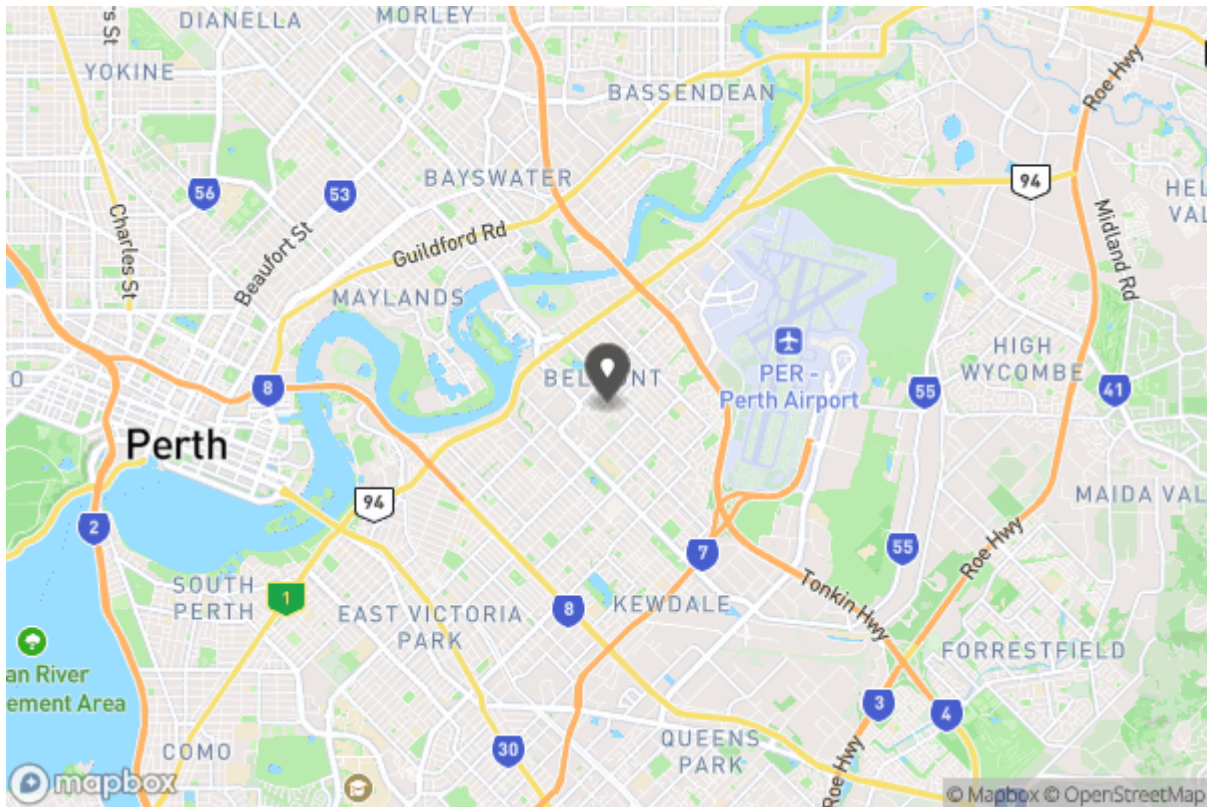 DIANELLA
MORLEY
's St
YOKINE
BASSENDEAN
Roe Hwy
56
53
BAYSWATER
94
HEL
VAL
Charles St
Beaufort St
Guildford Rd
Midland Rd
MAYLANDS
HIGH
WYCOMBE
BELMONT
PER -
Perth Airport
O
8
55
41
Perth
94
MAIDA VAL
2
7
55
Roe Hwy
SOUTH
PERTH
1
EAST VICTORIA
PARK
8
KEWDALE
Tonkin Hwy
FORRESTFIELD
an River
ement Area
3
4
COMO
30
QUEENS
PARK
Roe Hwy
mapbox
© Mapbox © OpenStreetMap